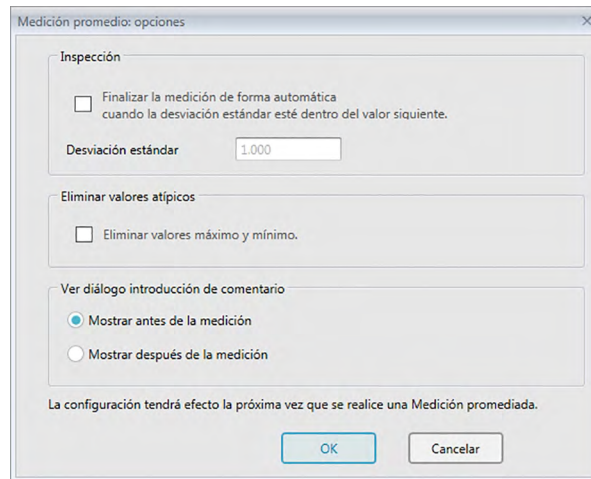 Medición promedio: opciones
Inspección
Finalizar la medición de forma automática
cuando la desviación estándar esté dentro del valor siguiente.
Desviación estándar
1.000
Eliminar valores atípicos
Eliminar valores máximo y mínimo.
Ver diálogo introducción de comentario
Mostrar antes de la medición
Mostrar después de la medición
La configuración tendrá efecto la próxima vez que se realice una Medición promediada.
OK
Cancelar